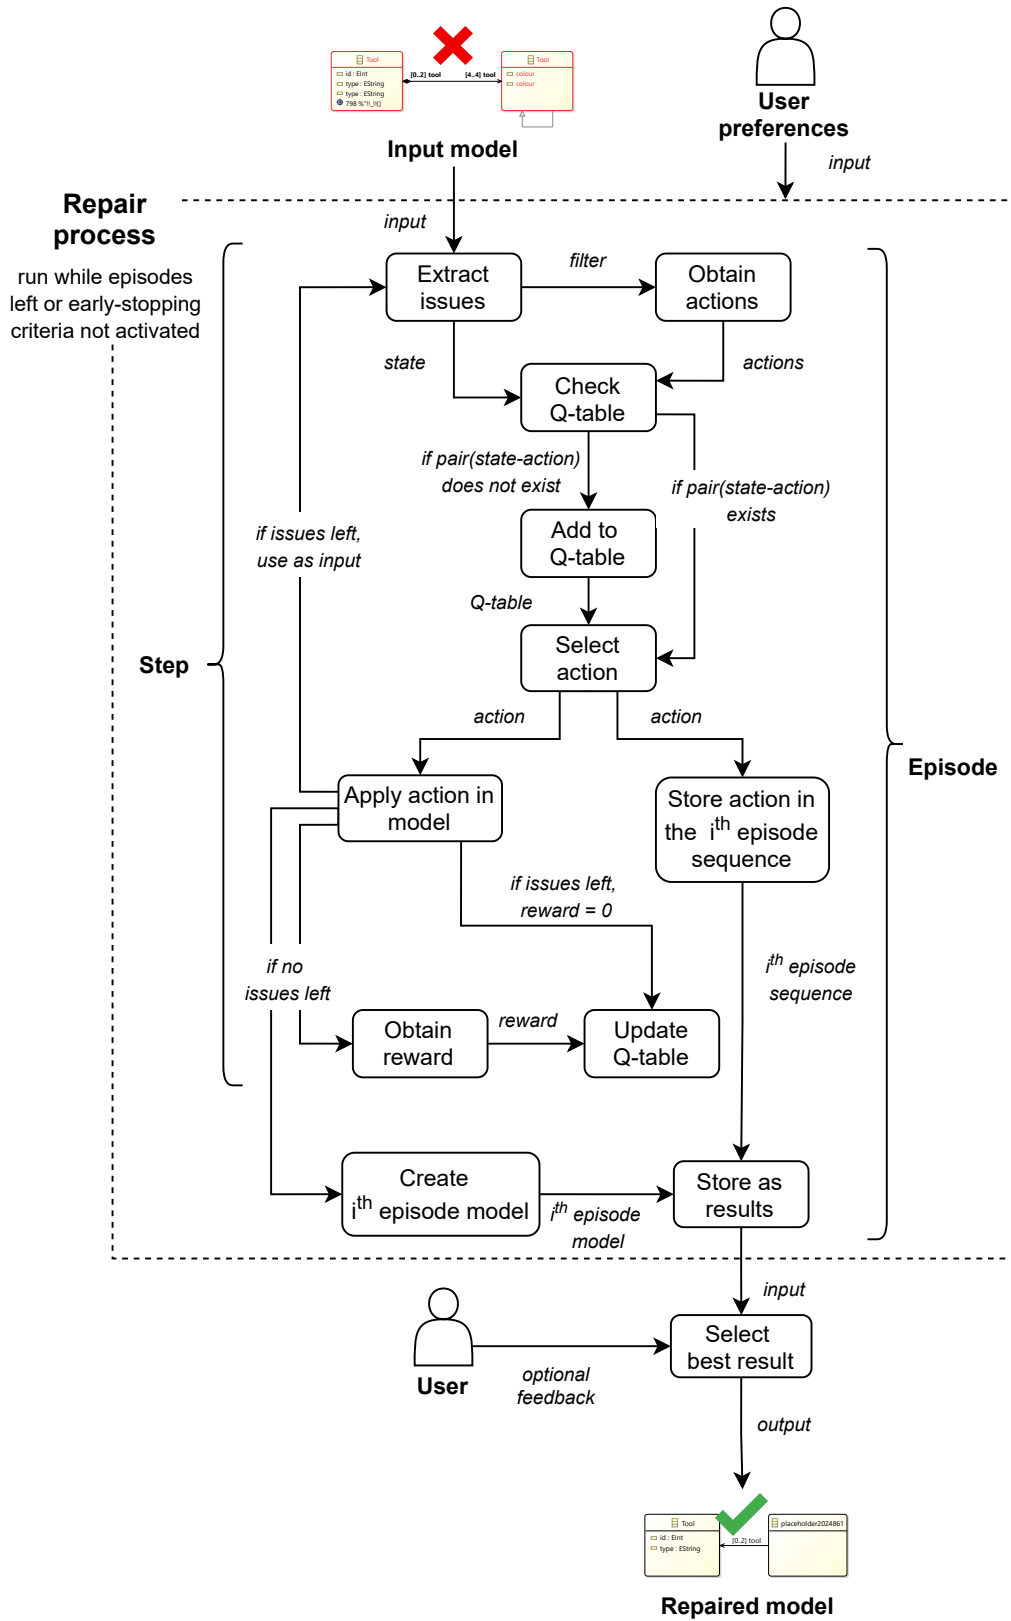 Tool
id : EInt
type : EString
type : EString
798 %"!!_!!()
[0..2] tool
[4..4] tool
Tool
colour
colour
Input model
User
preferences
input
Repair
process
run while episodes
left or early-stopping
criteria not activated
input
Extract
issues
filter
Obtain
actions
state
actions
Check
Q-table
if pair(state-action)
does not exist
if pair(state-action)
exists
if issues left,
use as input
Add to
Q-table
Q-table
Select
action
Step
action
action
Episode
Apply action in
model
Store action in
the ith episode
sequence
if issues left,
reward = 0
if no
issues left
ith episode
sequence
Obtain
reward
reward
Update
Q-table
Create
ith episode model
ith episode
model
Store as
results
input
User
optional
feedback
Select
best result
output
Tool
id : EInt
type : EString
[0..2] tool
placeholder2024861
Repaired model